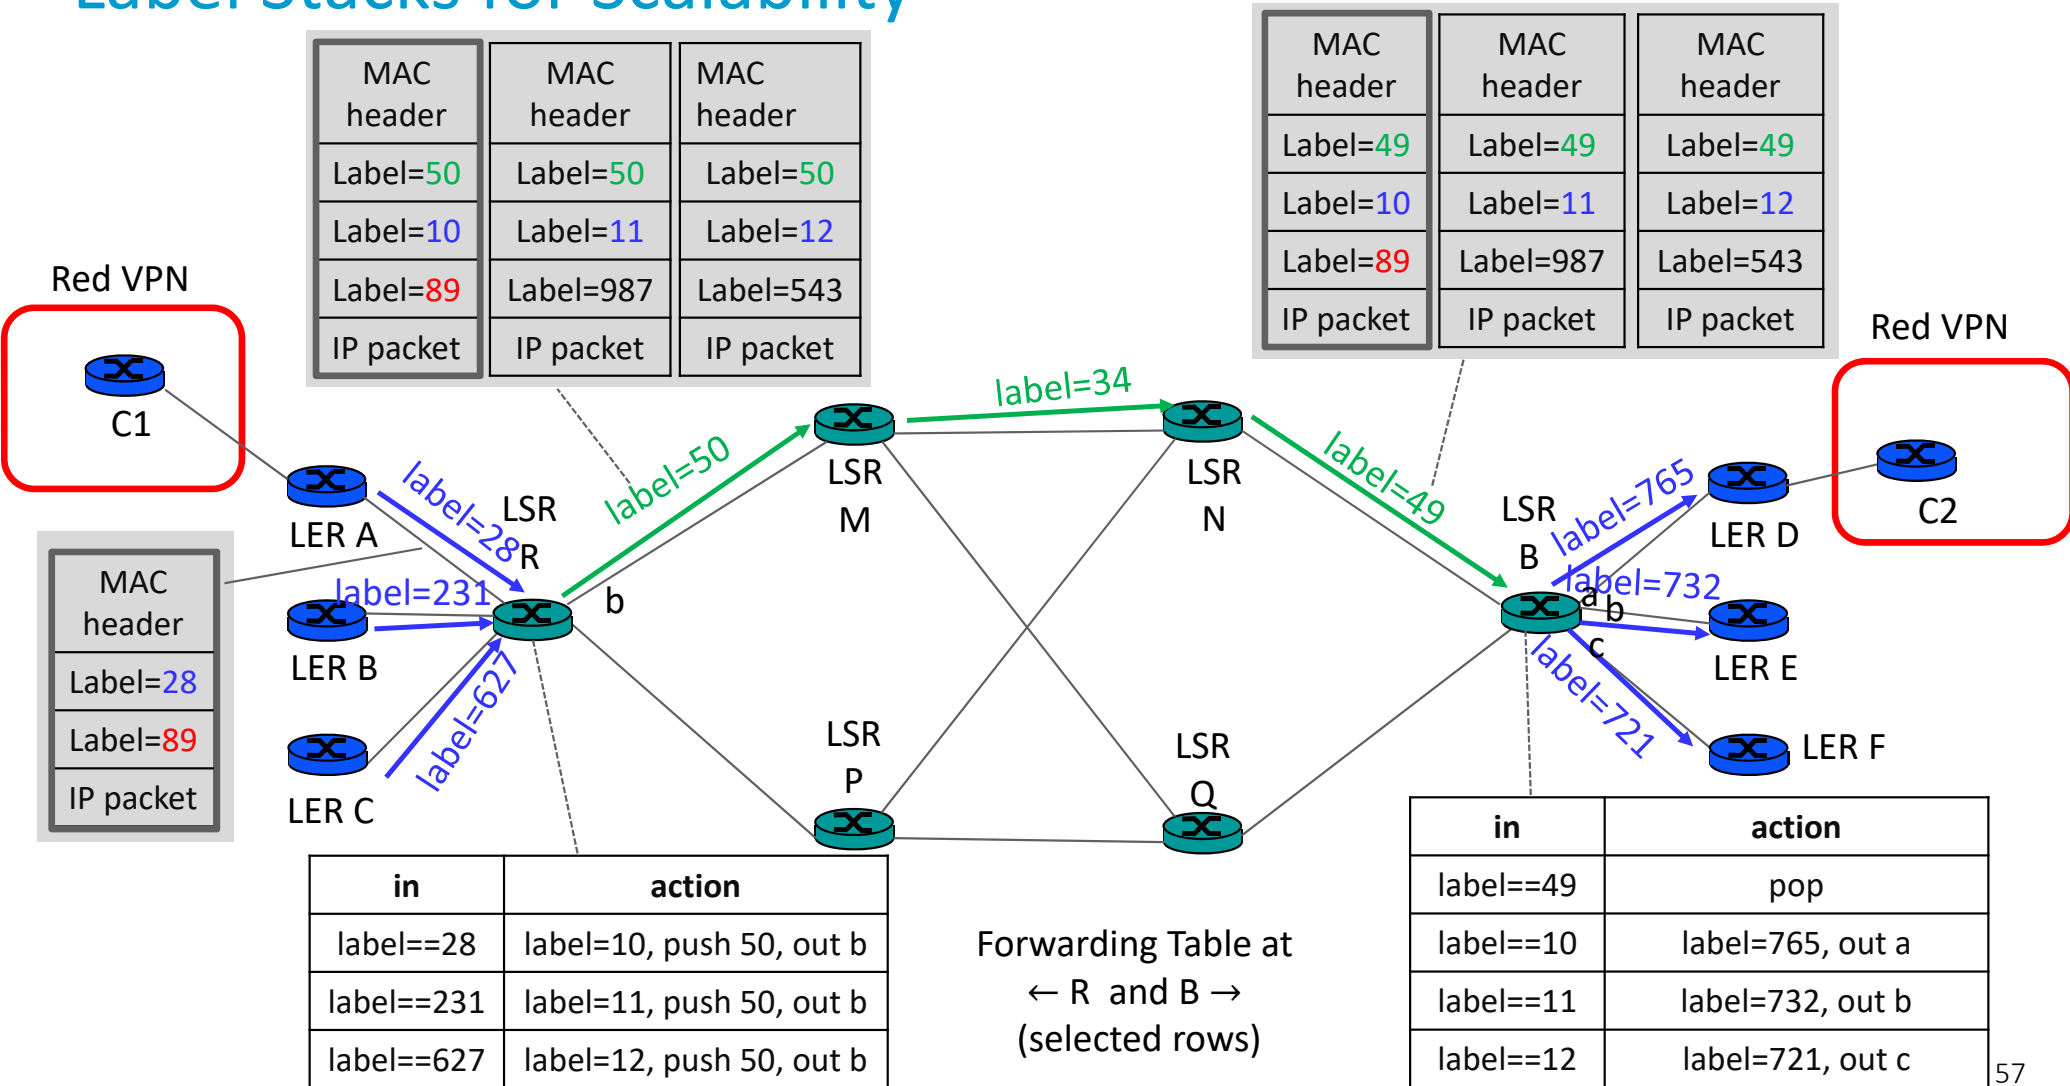 Label Stacks for Scalability
MAC header
MAC header
MAC header
Label=50
Label=50
Label=50
Label=10
Label=11
Label=12
Label=89
Label=987
Label=543
IP packet
IP packet
IP packet
MAC header
MAC header
MAC header
Label=49
Label=49
Label=49
Label=10
Label=11
Label=12
Label=89
Label=987
Label=543
IP packet
IP packet
IP packet
Red VPN
C1
Red VPN
C2
LER A
LER B
LER C
label=28
label=231
label=627
LSR
R
b
label=50
LSR
M
label=34
LSR
N
label=49
LSR
B
label=765
label=732
label=721
a
b
c
LER D
LER E
LER F
LSR
P
LSR
Q
MAC
header
Label=28
Label=89
IP packet
in action
label==28 label=10, push 50, out b
label==231 label=11, push 50, out b
label==627 label=12, push 50, out b
Forwarding Table at
← R and B →
(selected rows)
in action
label==49 pop
label==10 label=765, out a
label==11 label=732, out b
label==12 label=721, out c
57